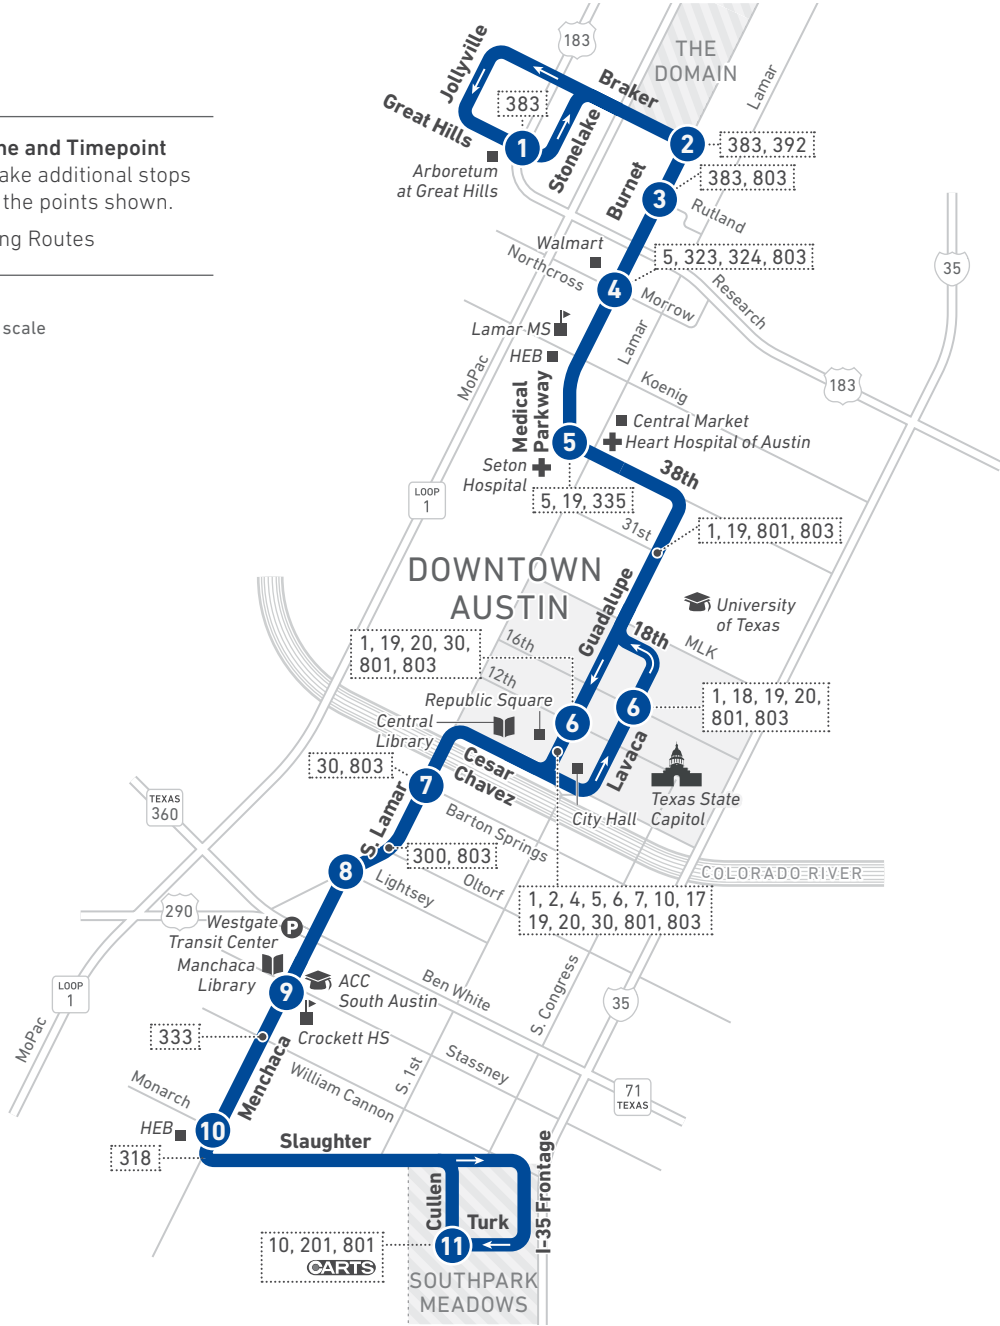 183
THE
DOMAIN
Jollyville
Braker
Lamar
Great Hills
383
Stonelake
1
2
383, 392
Arboretum
at Great Hills
Burnet
383, 803
3
Rutland
ne and Timepoint
ake additional stops
the points shown.
ng Routes
scale
Walmart
Northcross
5, 323, 324, 803
4
Morrow
Research
35
Lamar MS
Lamar
HEB
MoPac
Koenig
183
Medical
Parkway
Central Market
5
Heart Hospital of Austin
Seton
Hospital
38th
LOOP
1
5, 19, 335
31st
1, 19, 801, 803
DOWNTOWN
AUSTIN
Guadalupe
University
of Texas
18th
MLK
16th
1, 19, 20, 30,
801, 803
12th
Republic Square
6
6
1, 18, 19, 20,
801, 803
Central
Library
Cesar
Chavez
Lavaca
30, 803
7
Texas State
Capitol
City Hall
TEXAS
360
S. Lamar
Barton Springs
300, 803
8
Lightsey
Oltorf
COLORADO RIVER
1, 2, 4, 5, 6, 7, 10, 17
19, 20, 30, 801, 803
290
Westgate
Transit Center
P
Manchaca
Library
9
ACC
South Austin
Ben White
S. Congress
LOOP
1
35
MoPac
333
Crockett HS
Menchaca
William Cannon
S. 1st
Stassney
71
TEXAS
Monarch
HEB
10
Slaughter
318
I-35 Frontage
Cullen
Turk
10, 201, 801
CARTS
11
SOUTHPARK
MEADOWS